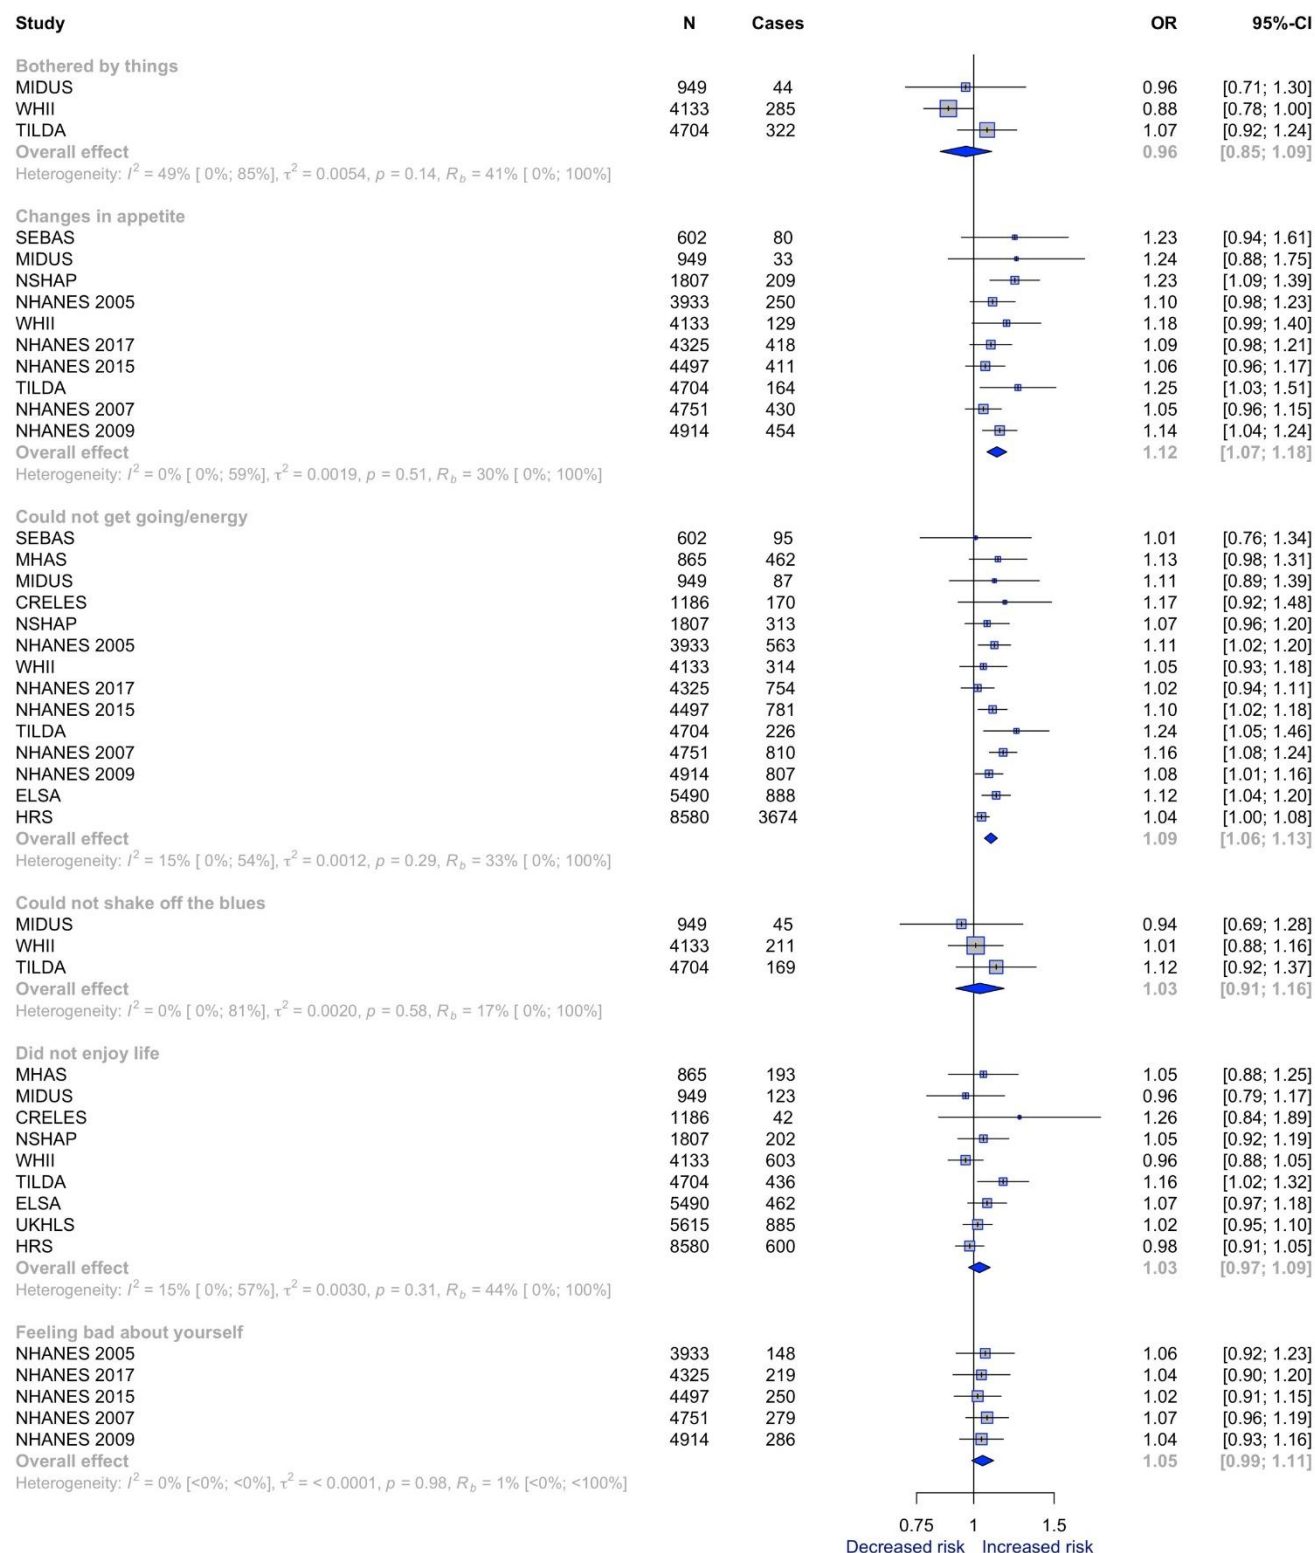 Study N Cases OR 95%-CI
Bothered by things
MIDUS 949 44 0.96 [0.71; 1.30]
WHII 4133 285 0.88 [0.78; 1.00]
TILDA 4704 322 1.07 [0.92; 1.24]
Overall effect 0.96 [0.85; 1.09]
Heterogeneity: I² = 49% [ 0%; 85%], τ² = 0.0054, p = 0.14, R_b = 41% [ 0%; 100%]
Changes in appetite
SEBAS 602 80 1.23 [0.94; 1.61]
MIDUS 949 33 1.24 [0.88; 1.75]
NSHAP 1807 209 1.23 [1.09; 1.39]
NHANES 2005 3933 250 1.10 [0.98; 1.23]
WHII 4133 129 1.18 [0.99; 1.40]
NHANES 2017 4325 418 1.09 [0.98; 1.21]
NHANES 2015 4497 411 1.06 [0.96; 1.17]
TILDA 4704 164 1.25 [1.03; 1.51]
NHANES 2007 4751 430 1.05 [0.96; 1.15]
NHANES 2009 4914 454 1.14 [1.04; 1.24]
Overall effect 1.12 [1.07; 1.18]
Heterogeneity: I² = 0% [ 0%; 59%], τ² = 0.0019, p = 0.51, R_b = 30% [ 0%; 100%]
Could not get going/energy
SEBAS 602 95 1.01 [0.76; 1.34]
MHAS 865 462 1.13 [0.98; 1.31]
MIDUS 949 87 1.11 [0.89; 1.39]
CRELES 1186 170 1.17 [0.92; 1.48]
NSHAP 1807 313 1.07 [0.96; 1.20]
NHANES 2005 3933 563 1.11 [1.02; 1.20]
WHII 4133 314 1.05 [0.93; 1.18]
NHANES 2017 4325 754 1.02 [0.94; 1.11]
NHANES 2015 4497 781 1.10 [1.02; 1.18]
TILDA 4704 226 1.24 [1.05; 1.46]
NHANES 2007 4751 810 1.16 [1.08; 1.24]
NHANES 2009 4914 807 1.08 [1.01; 1.16]
ELSA 5490 888 1.12 [1.04; 1.20]
HRS 8580 3674 1.04 [1.00; 1.08]
Overall effect 1.09 [1.06; 1.13]
Heterogeneity: I² = 15% [ 0%; 54%], τ² = 0.0012, p = 0.29, R_b = 33% [ 0%; 100%]
Could not shake off the blues
MIDUS 949 45 0.94 [0.69; 1.28]
WHII 4133 211 1.01 [0.88; 1.16]
TILDA 4704 169 1.12 [0.92; 1.37]
Overall effect 1.03 [0.91; 1.16]
Heterogeneity: I² = 0% [ 0%; 81%], τ² = 0.0020, p = 0.58, R_b = 17% [ 0%; 100%]
Did not enjoy life
MHAS 865 193 1.05 [0.88; 1.25]
MIDUS 949 123 0.96 [0.79; 1.17]
CRELES 1186 42 1.26 [0.84; 1.89]
NSHAP 1807 202 1.05 [0.92; 1.19]
WHII 4133 603 0.96 [0.88; 1.05]
TILDA 4704 436 1.16 [1.02; 1.32]
ELSA 5490 462 1.07 [0.97; 1.18]
UKHLS 5615 885 1.02 [0.95; 1.10]
HRS 8580 600 0.98 [0.91; 1.05]
Overall effect 1.03 [0.97; 1.09]
Heterogeneity: I² = 15% [ 0%; 57%], τ² = 0.0030, p = 0.31, R_b = 44% [ 0%; 100%]
Feeling bad about yourself
NHANES 2005 3933 148 1.06 [0.92; 1.23]
NHANES 2017 4325 219 1.04 [0.90; 1.20]
NHANES 2015 4497 250 1.02 [0.91; 1.15]
NHANES 2007 4751 279 1.07 [0.96; 1.19]
NHANES 2009 4914 286 1.04 [0.93; 1.16]
Overall effect 1.05 [0.99; 1.11]
Heterogeneity: I² = 0% [<0%; <0%], τ² = < 0.0001, p = 0.98, R_b = 1% [<0%; <100%]
0.75 1 1.5
Decreased risk Increased risk